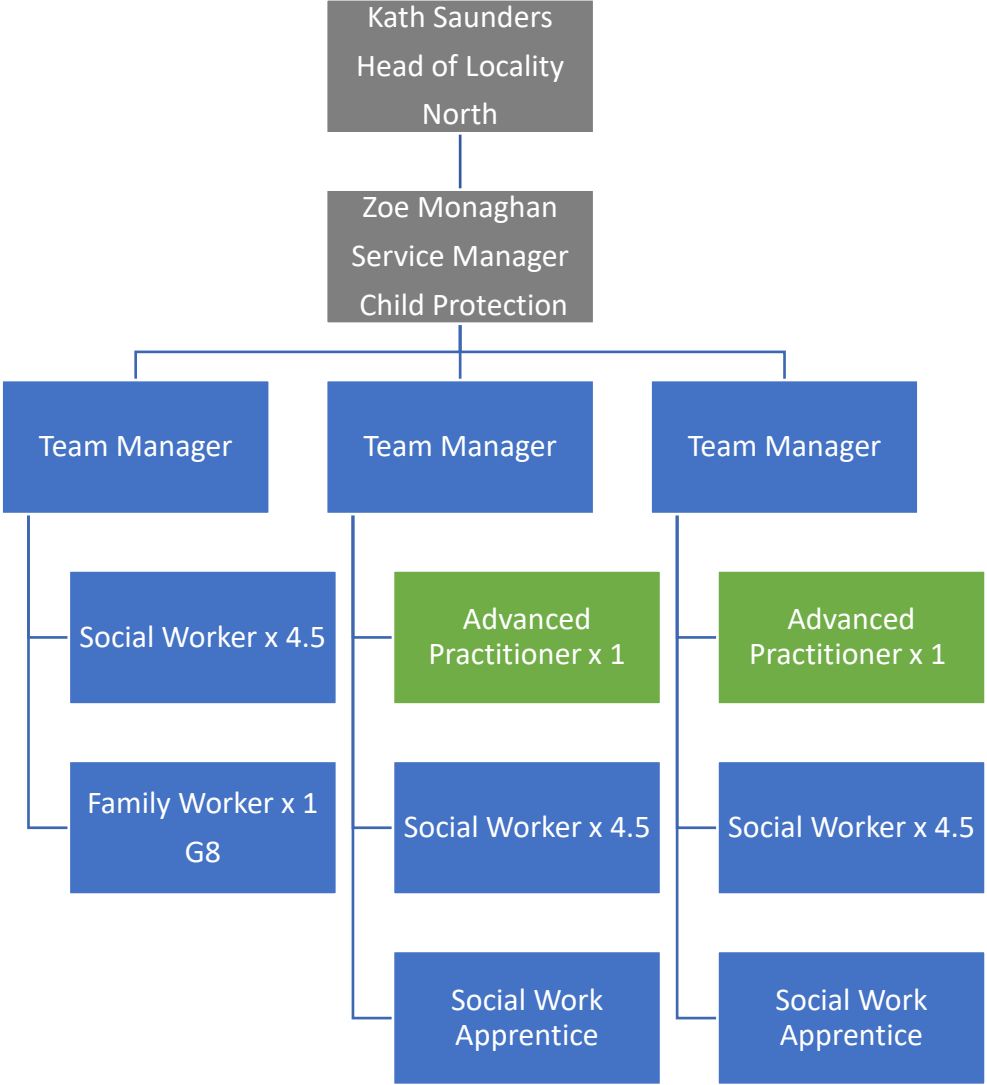 Kath Saunders
Head of Locality
North
Zoe Monaghan
Service Manager
Child Protection
Team Manager
Team Manager
Team Manager
Social Worker x 4.5
Family Worker x 1
G8
Advanced
Practitioner x 1
Social Worker x 4.5
Social Work
Apprentice
Advanced
Practitioner x 1
Social Worker x 4.5
Social Work
Apprentice